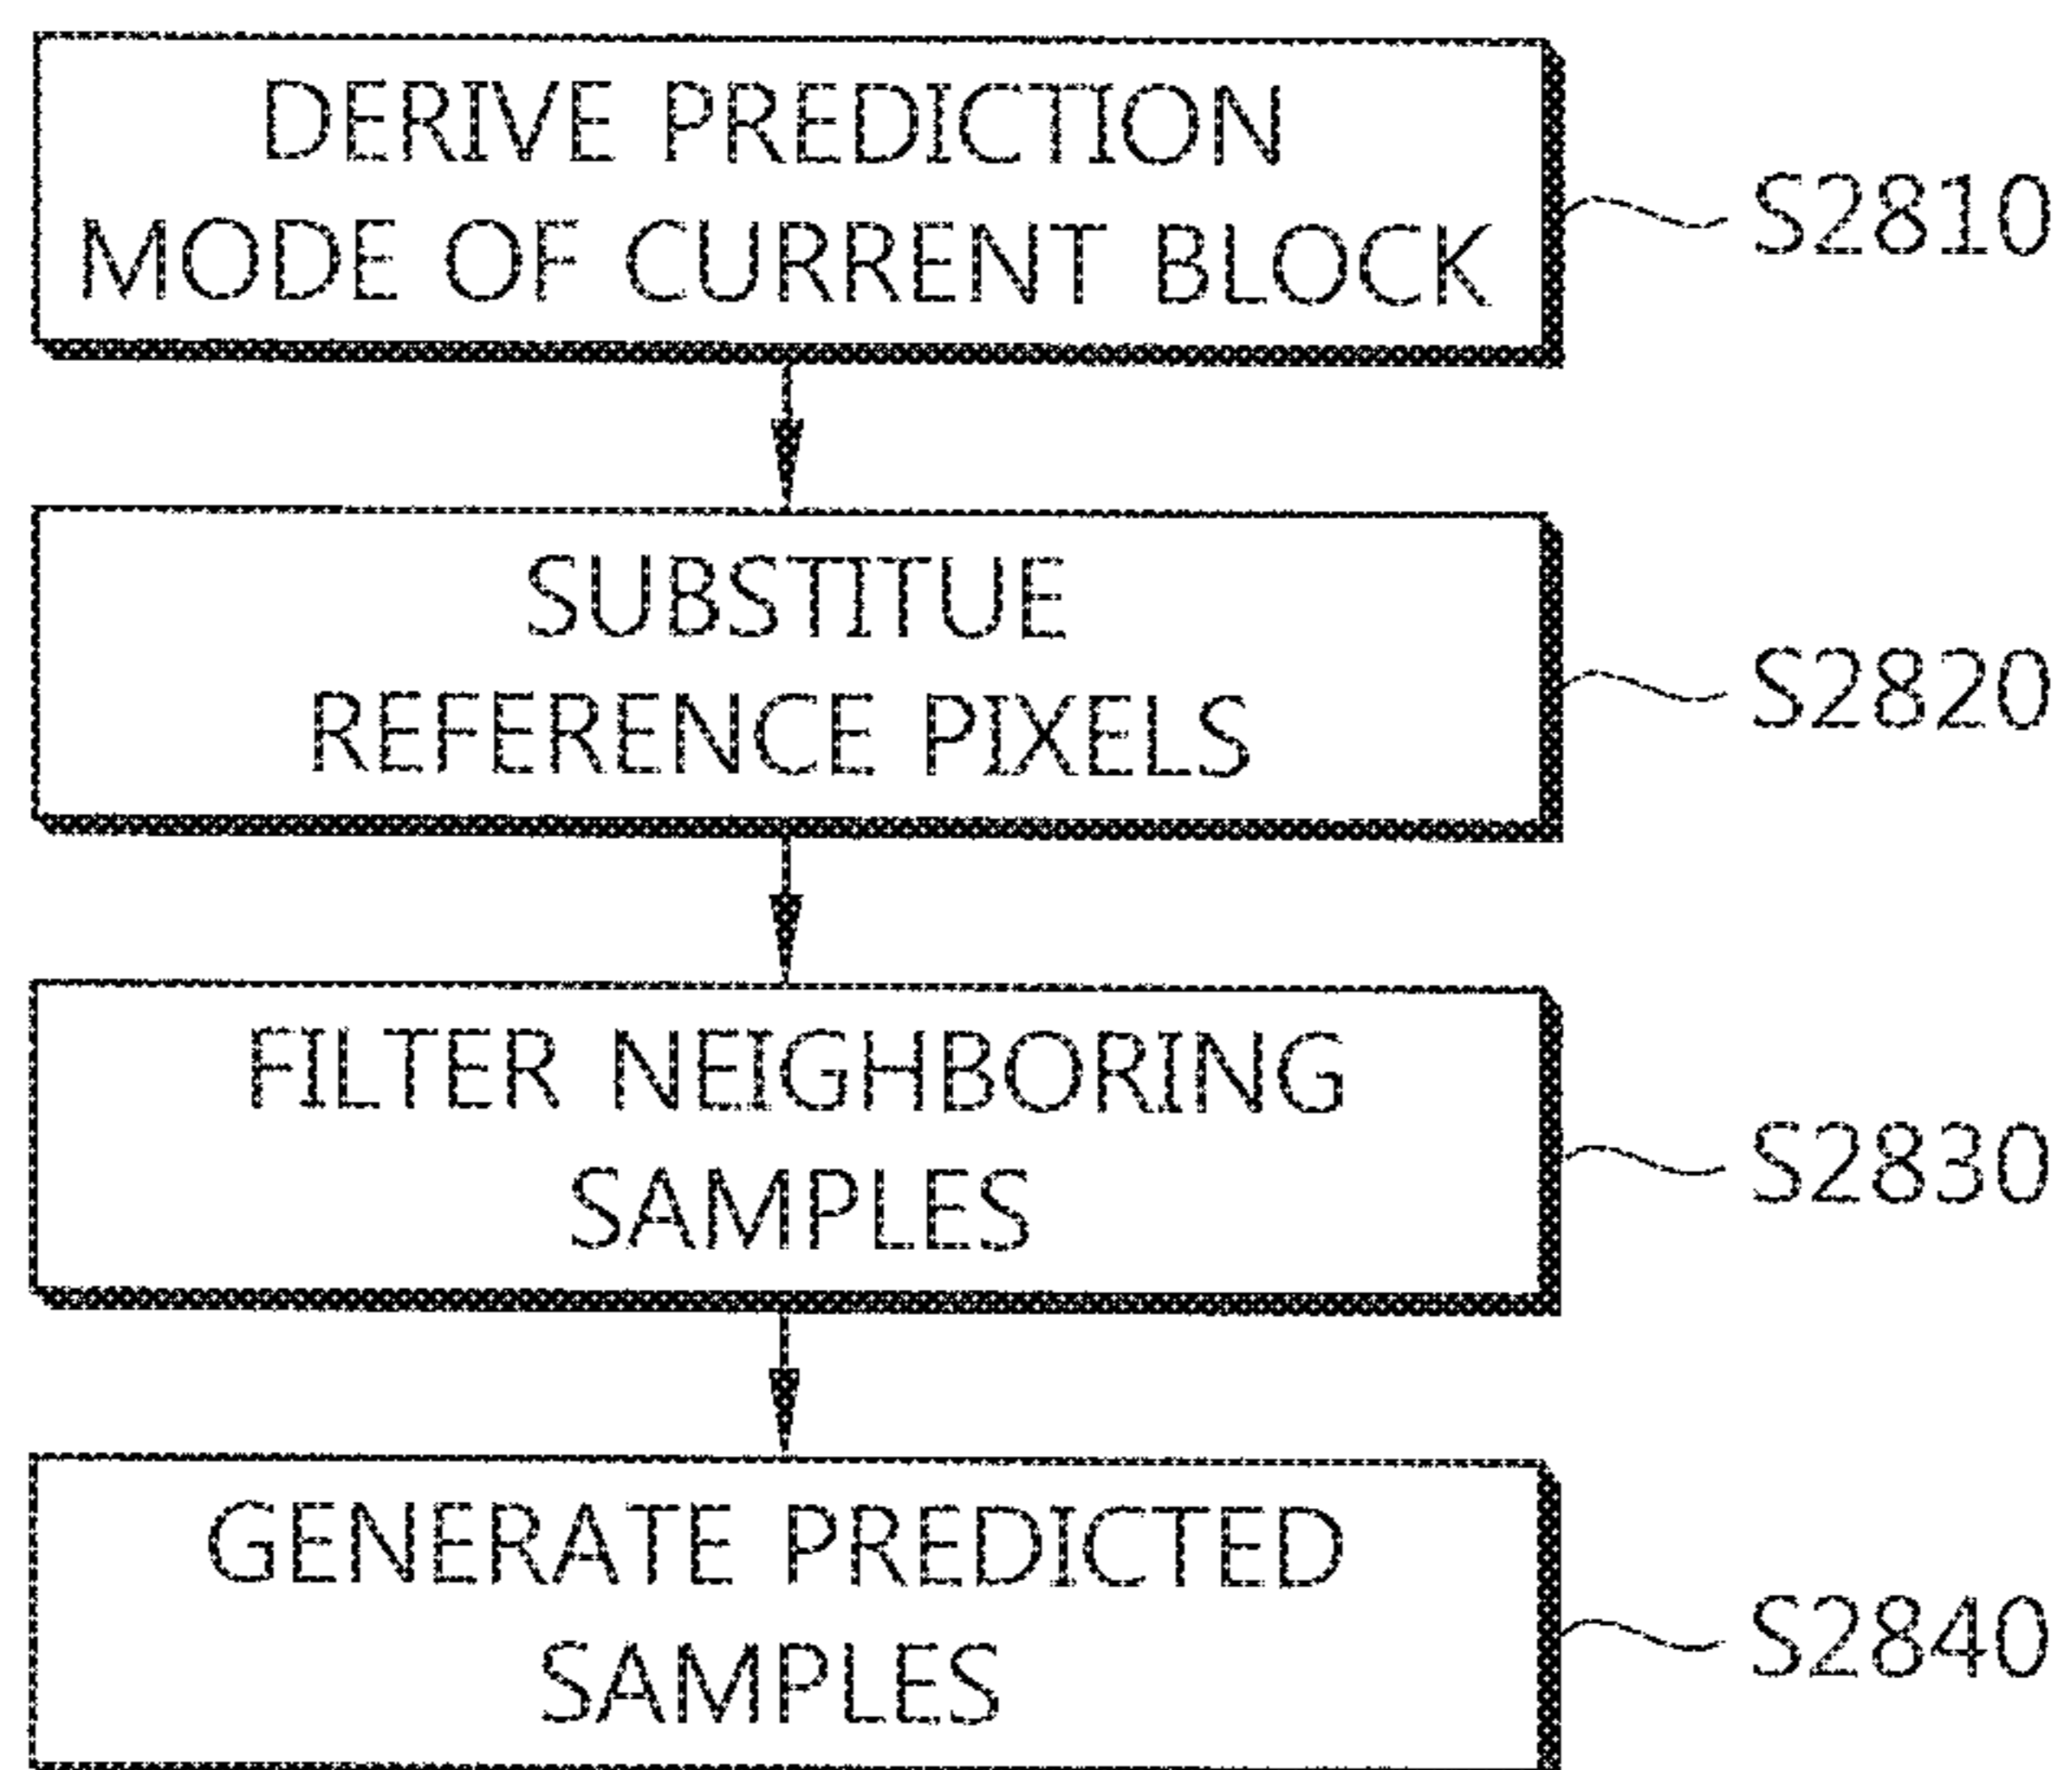 DERIVE PREDICTION
MODE OF CURRENT BLOCK
S2810
SUBSTITUE
REFERENCE PIXELS
S2820
FILTER NEIGHBORING
SAMPLES
S2830
GENERATE PREDICTED
SAMPLES
S2840